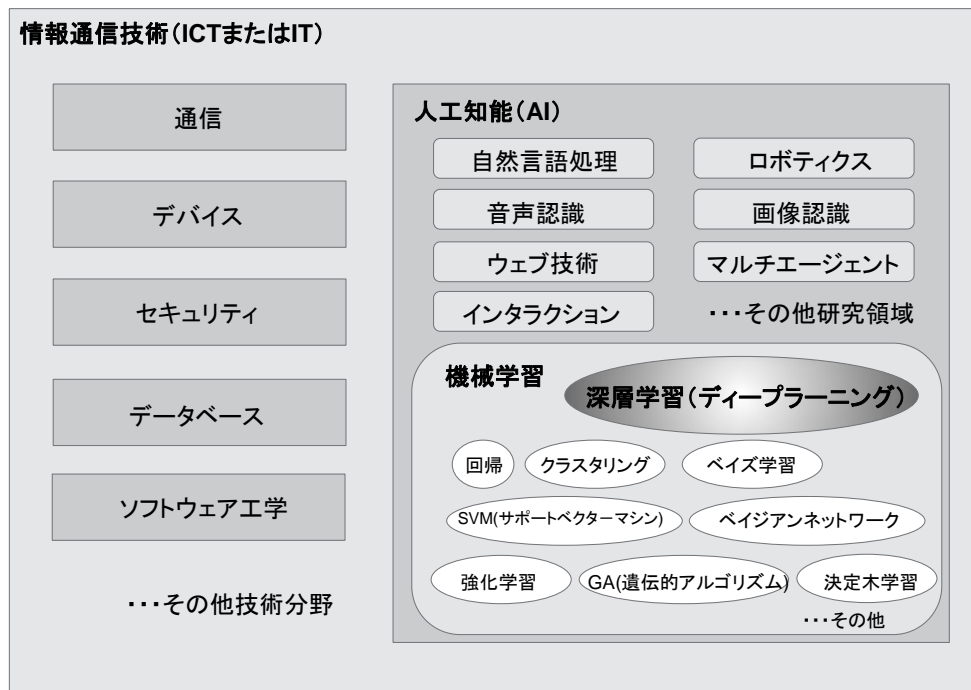 情報通信技術(ICTまたはIT)
通信
デバイス
セキュリティ
データベース
ソフトウェア工学
・・・その他技術分野
人工知能(AI)
自然言語処理
ロボティクス
音声認識
画像認識
ウェブ技術
マルチエージェント
インタラクション
・・・その他研究領域
機械学習
深層学習(ディープラーニング)
回帰
クラスタリング
ベイズ学習
SVM(サポートベクターマシン)
ベイジアンネットワーク
強化学習
GA(遺伝的アルゴリズム)
決定木学習
・・・その他